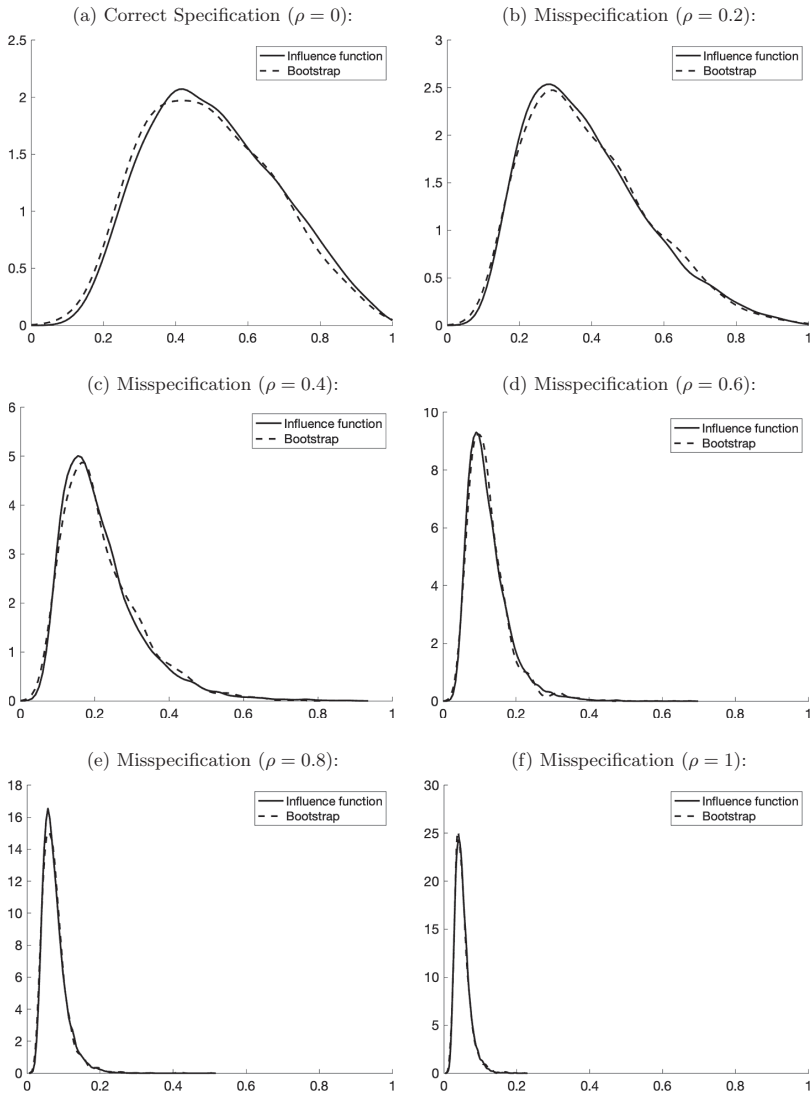 (a) Correct Specification (ρ = 0):
2.5
2
1.5
1
0.5
0
0 0.2 0.4 0.6 0.8 1
Influence function
Bootstrap
(b) Misspecification (ρ = 0.2):
3
2.5
2
1.5
1
0.5
0
0 0.2 0.4 0.6 0.8 1
Influence function
Bootstrap
(c) Misspecification (ρ = 0.4):
6
5
4
3
2
1
0
0 0.2 0.4 0.6 0.8 1
Influence function
Bootstrap
(d) Misspecification (ρ = 0.6):
10
8
6
4
2
0
0 0.2 0.4 0.6 0.8 1
Influence function
Bootstrap
(e) Misspecification (ρ = 0.8):
18
16
14
12
10
8
6
4
2
0
0 0.2 0.4 0.6 0.8 1
Influence function
Bootstrap
(f) Misspecification (ρ = 1):
30
25
20
15
10
5
0
0 0.2 0.4 0.6 0.8 1
Influence function
Bootstrap